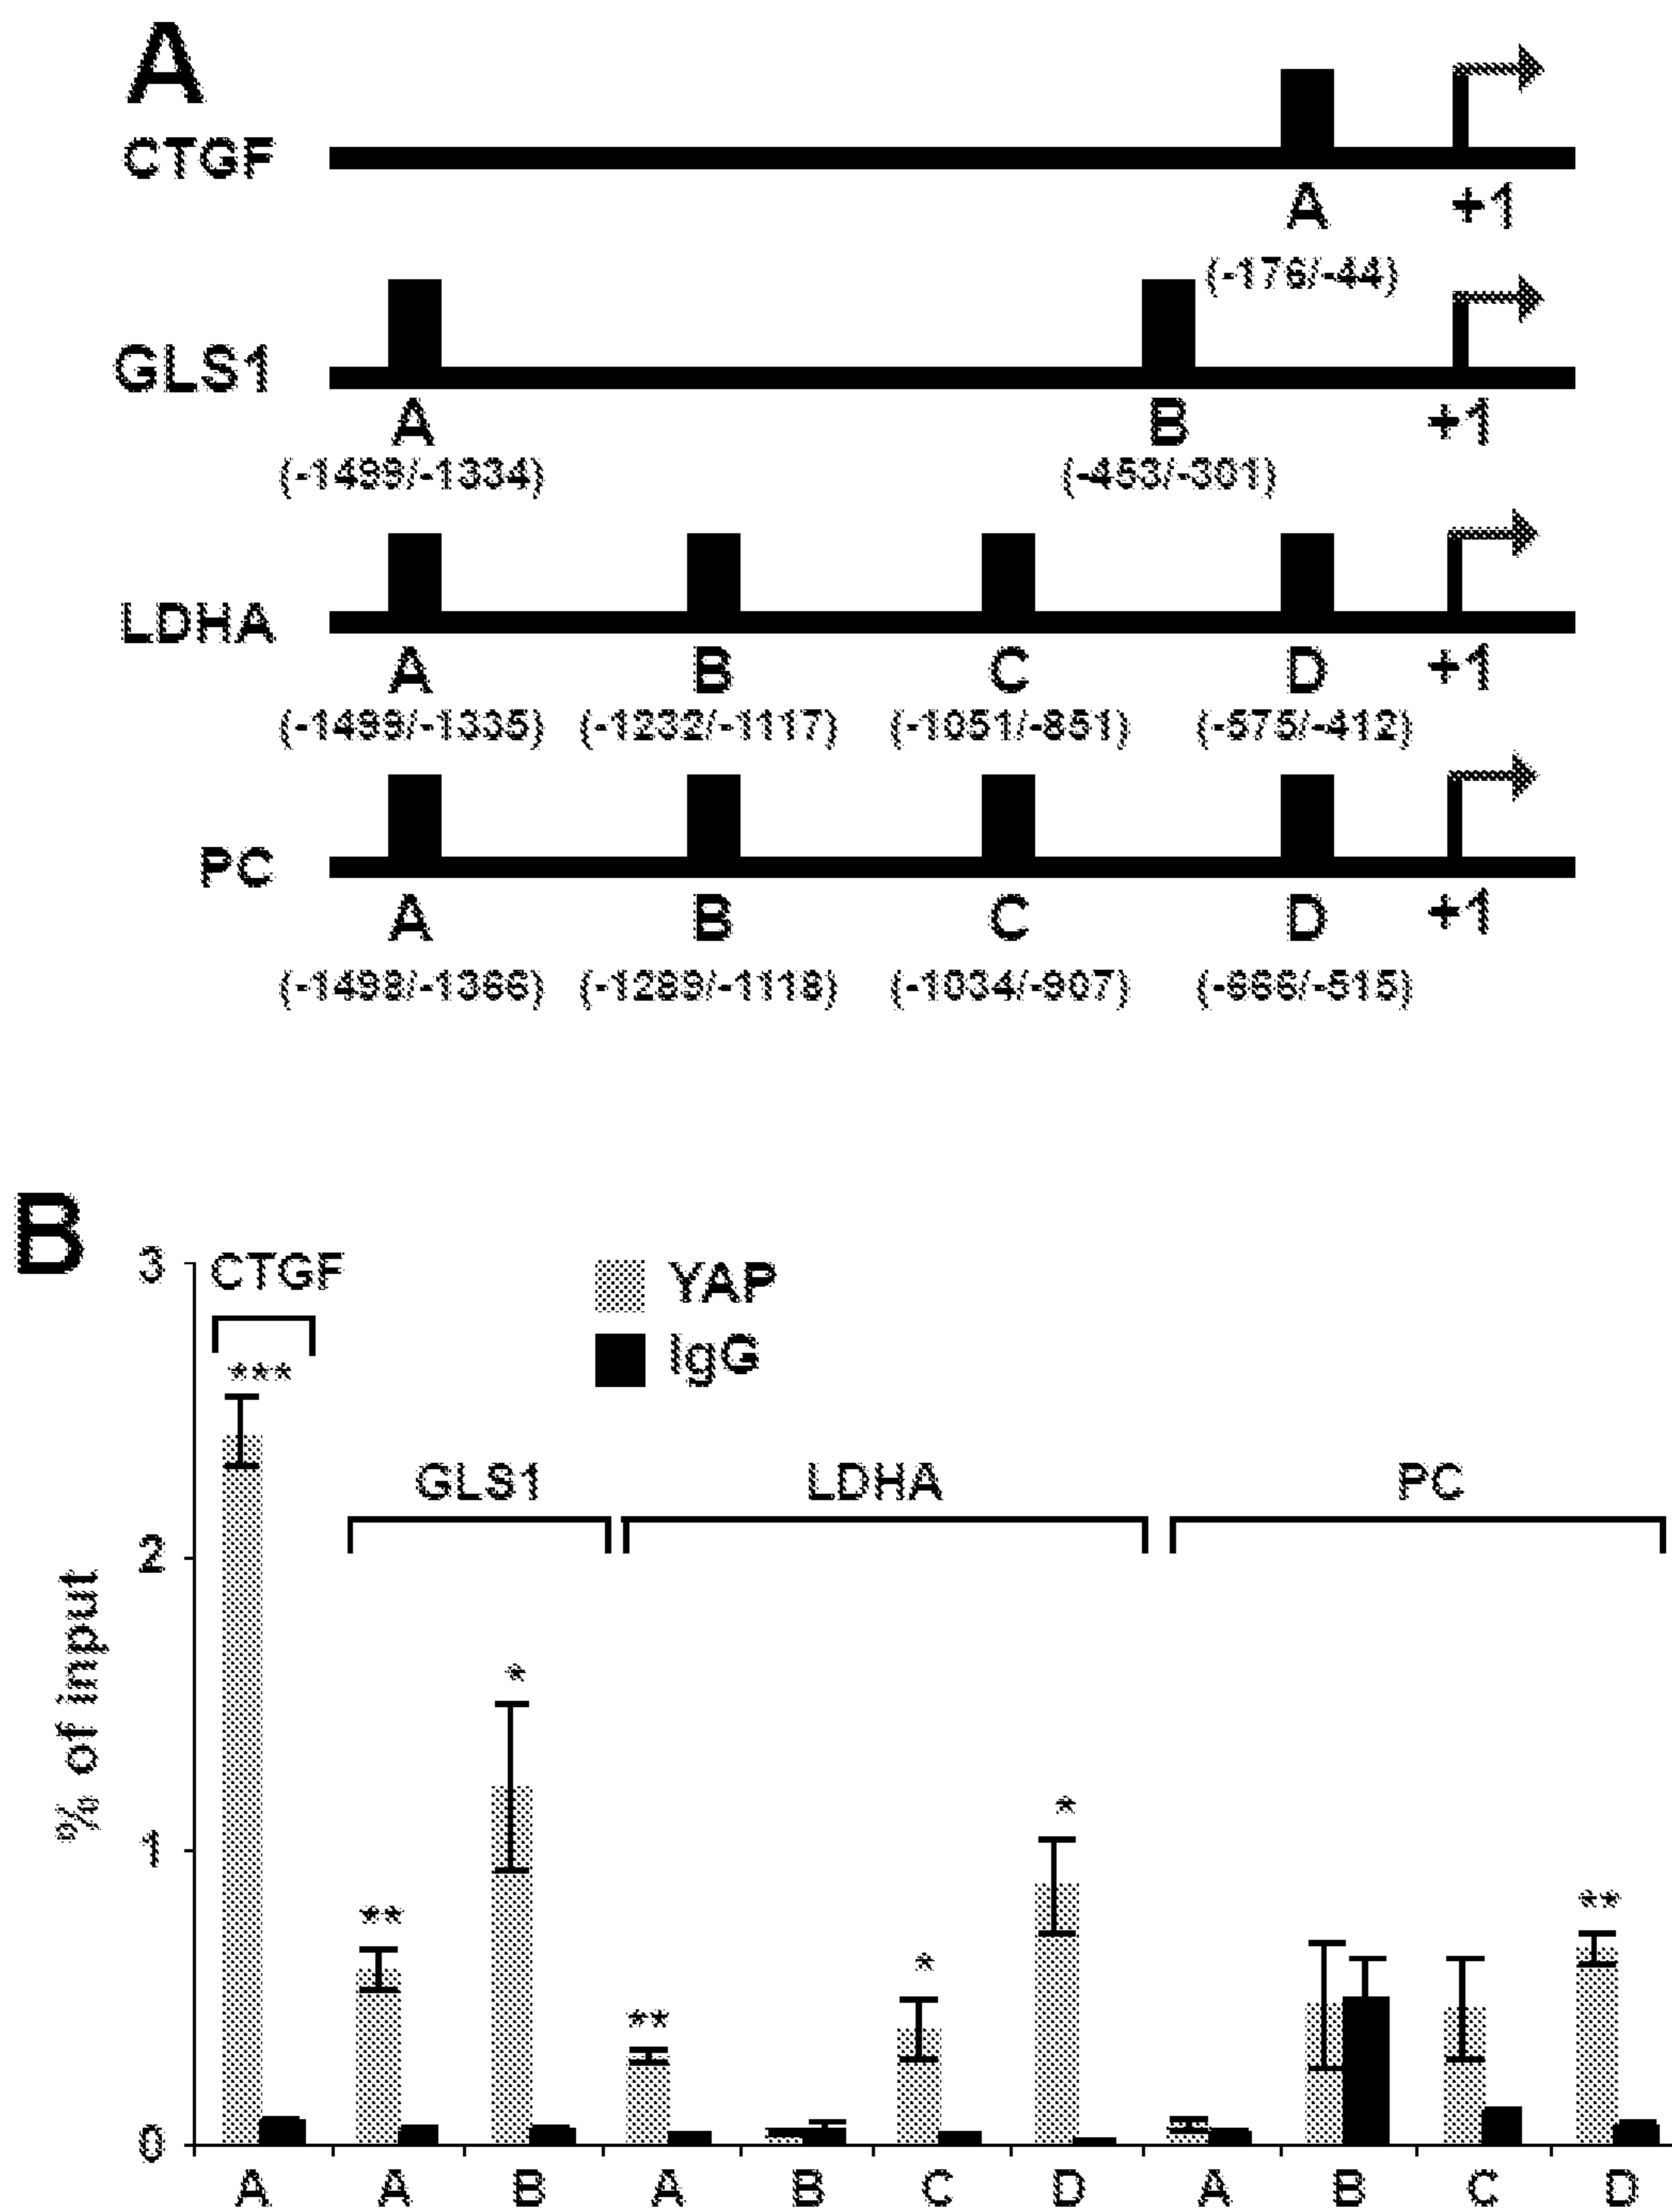 A
CTGF
A +1
(-176/-44)
GLS1
A B +1
(-1499/-1334) (-453/-301)
LDHA
A B C D +1
(-1499/-1335) (-1232/-1117) (-1051/-851) (-575/-412)
PC
A B C D +1
(-1498/-1366) (-1289/-1118) (-1034/-907) (-666/-515)
B
3 CTGF YAP
*** IgG
GLS1 LDHA PC
2
% of input
*
1
*
** **
*
**
0
A A B A B C D A B C D